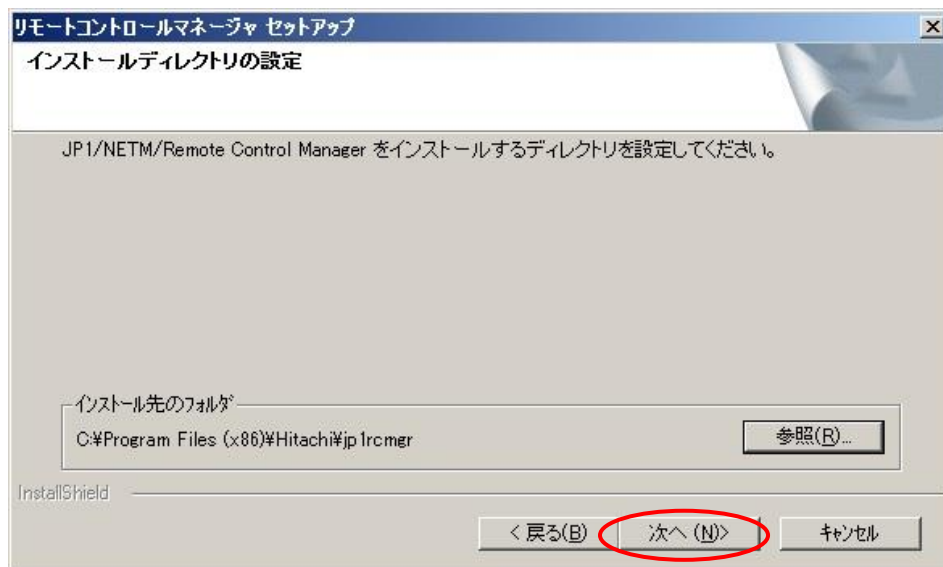 リモートコントロールマネージャ セットアップ
インストールディレクトリの設定
JP1/NETM/Remote Control Manager をインストールするディレクトリを設定してください。
インストール先のフォルダ
C:¥Program Files (x86)¥Hitachi¥jp1rcmgr
参照(R)...
InstallShield
< 戻る(B)
次へ (N)>
キャンセル